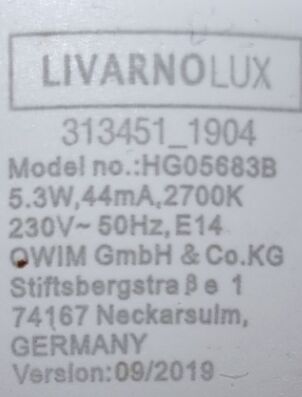 LIVARNOLUX
313451_1904
Model no.:HG05683B
5.3W,44mA,2700K
230V~ 50Hz, E14
OWIM GmbH & Co.KG
Stiftsbergstraße 1
74167 Neckarsulm,
GERMANY
Version:09/2019